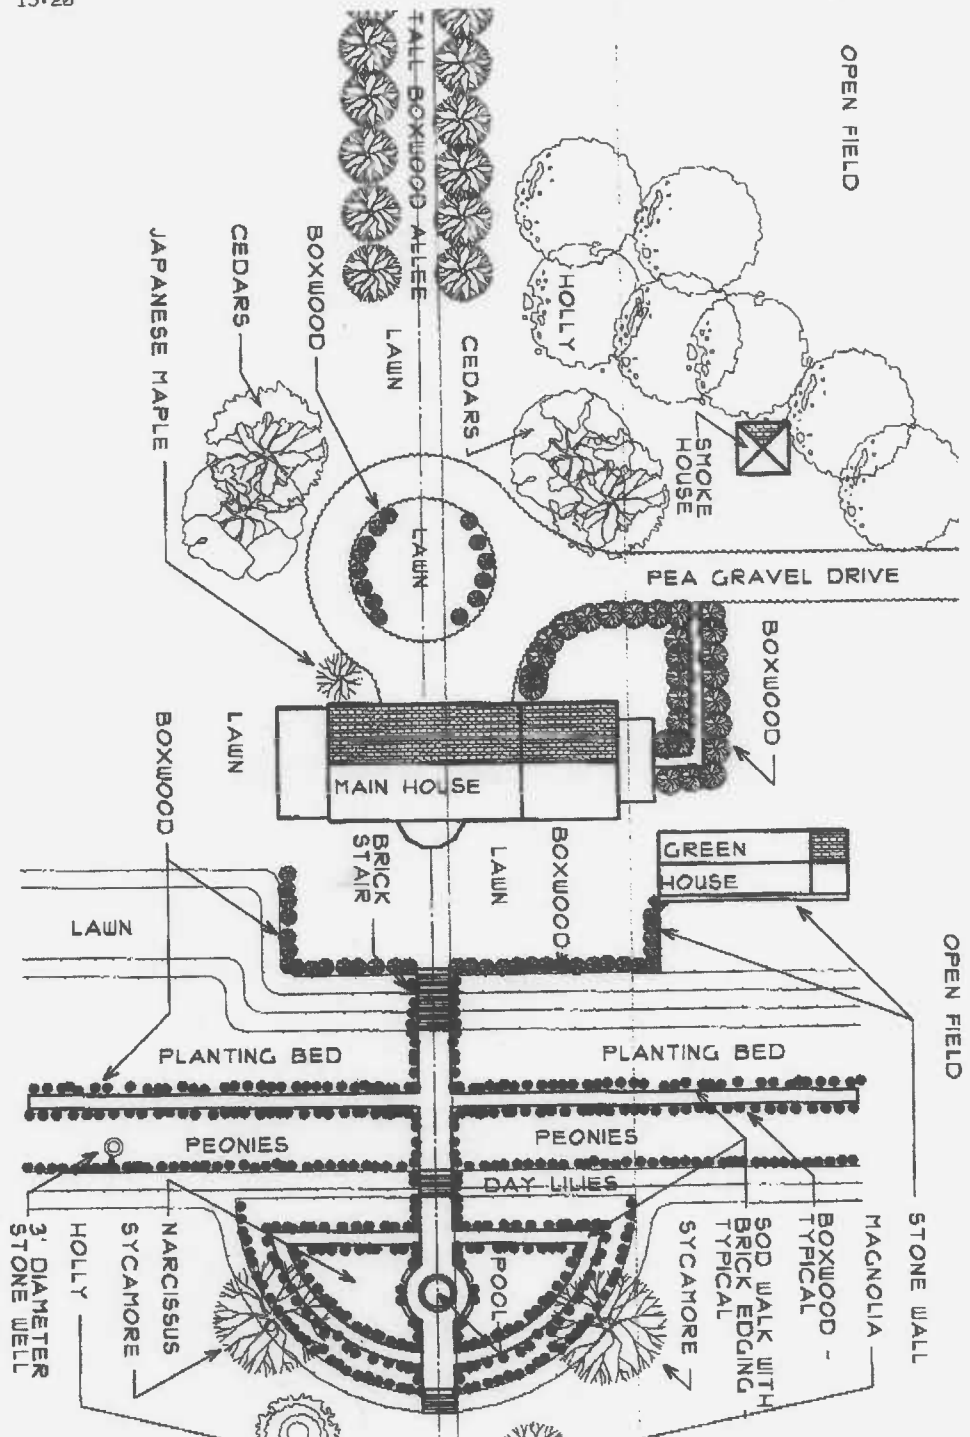 OPEN FIELD
TALL BOXWOOD ALLEE
HOLLY
LAWN
CEDARS
BOXWOOD
CEDARS
JAPANESE MAPLE
SMOKE
HOUSE
LAWN
PEA GRAVEL DRIVE
BOXWOOD
LAWN
BOXWOOD
MAIN HOUSE
BRICK
STAIR
LAWN
BOXWOOD
GREEN
HOUSE
LAWN
OPEN FIELD
PLANTING BED
PLANTING BED
PEONIES
PEONIES
DAY LILIES
POOL
3' DIAMETER
STONE WELL
HOLLY
SYCAMORE
NARCISSUS
SYCAMORE
SOD WALK WITH
BRICK EDGING -
TYPICAL
BOXWOOD -
TYPICAL
MAGNOLIA
STONE WALL